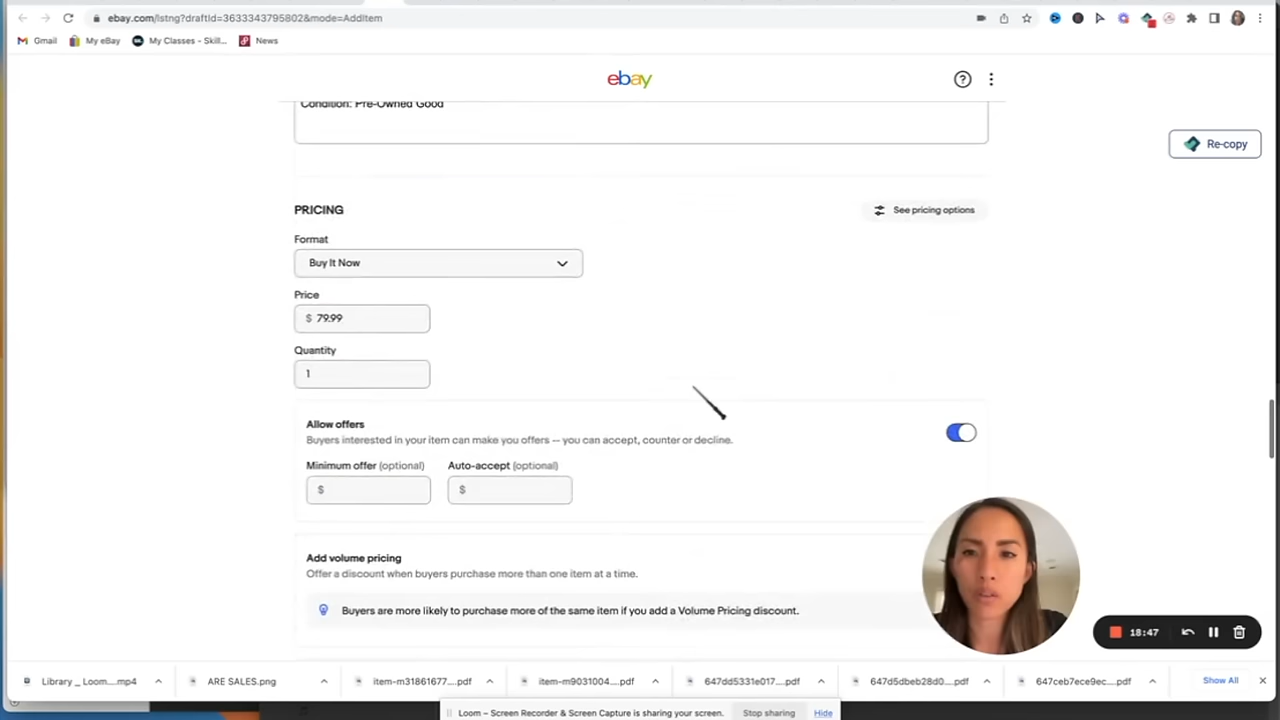 ebay.com/lstng?draftId=3633343795802&mode=AddItem
Gmail
My eBay
My Classes - Skill...
News
ebay
Condition: Pre-Owned Good
Re-copy
PRICING
See pricing options
Format
Buy It Now
Price
$ 79.99
Quantity
1
Allow offers
Buyers interested in your item can make you offers -- you can accept, counter or decline.
Minimum offer (optional)
Auto-accept (optional)
$
$
Add volume pricing
Offer a discount when buyers purchase more than one item at a time.
Buyers are more likely to purchase more of the same item if you add a Volume Pricing discount.
18:47
Library _ Loom....mp4
ARE SALES.png
item-m31861677....pdf
item-m9031004....pdf
647dd5331e017....pdf
647d5dbeb28d0....pdf
647ceb7ece9ec....pdf
Show All
Loom – Screen Recorder & Screen Capture is sharing your screen.
Stop sharing
Hide